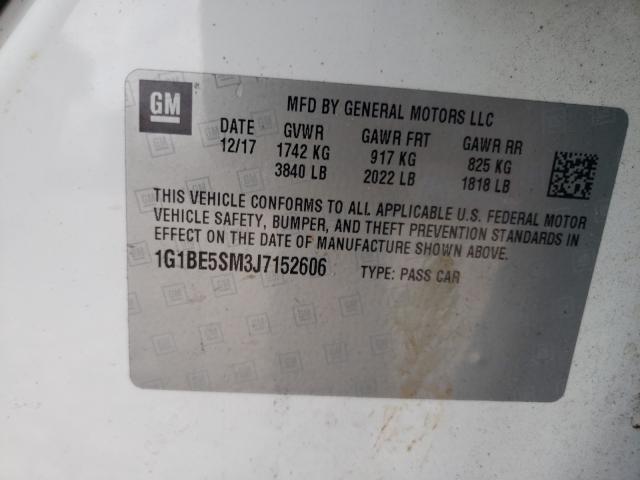 GM
MFD BY GENERAL MOTORS LLC
DATE GVWR GAWR FRT GAWR RR
12/17 1742 KG 917 KG 825 KG
3840 LB 2022 LB 1818 LB
THIS VEHICLE CONFORMS TO ALL APPLICABLE U.S. FEDERAL MOTOR
VEHICLE SAFETY, BUMPER, AND THEFT PREVENTION STANDARDS IN
EFFECT ON THE DATE OF MANUFACTURE SHOWN ABOVE.
1G1BE5SM3J7152606 TYPE: PASS CAR